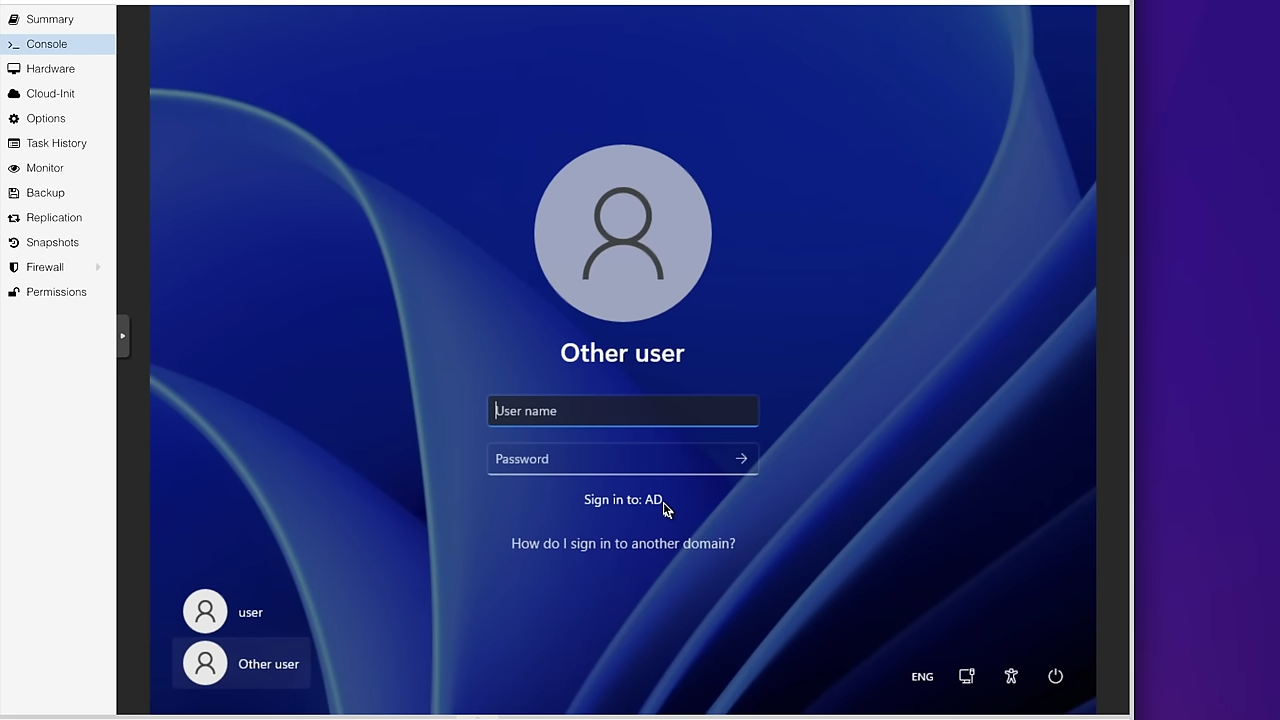 Summary
Console
Hardware
Cloud-Init
Options
Task History
Monitor
Backup
Replication
Snapshots
Firewall
Permissions
Other user
User name
Password
Sign in to: AD
How do I sign in to another domain?
user
Other user
ENG